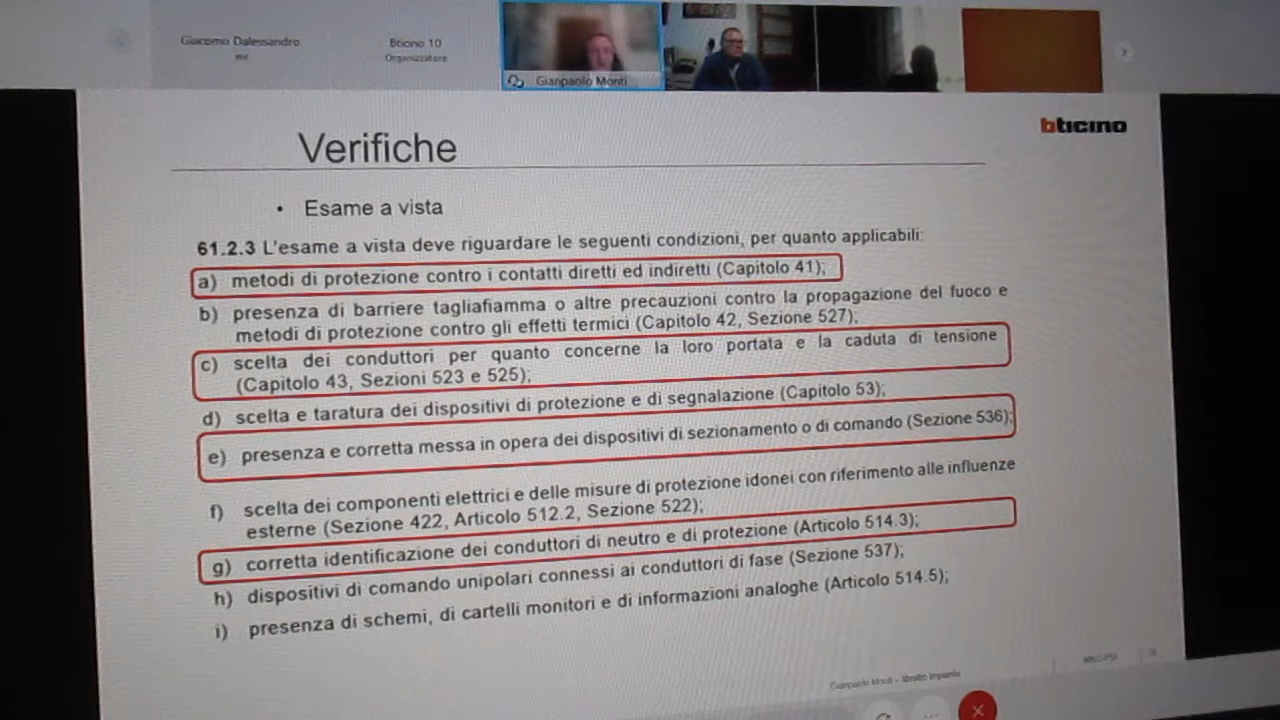 Giacomo Dalessandro
me
Bticino 10
Organizzatore
Gianpaolo Monti
bticino
Verifiche
• Esame a vista
61.2.3 L'esame a vista deve riguardare le seguenti condizioni, per quanto applicabili:
a) metodi di protezione contro i contatti diretti ed indiretti (Capitolo 41);
b) presenza di barriere tagliafiamma o altre precauzioni contro la propagazione del fuoco e
metodi di protezione contro gli effetti termici (Capitolo 42, Sezione 527);
c) scelta dei conduttori per quanto concerne la loro portata e la caduta di tensione
(Capitolo 43, Sezioni 523 e 525);
d) scelta e taratura dei dispositivi di protezione e di segnalazione (Capitolo 53);
e) presenza e corretta messa in opera dei dispositivi di sezionamento o di comando (Sezione 536);
f) scelta dei componenti elettrici e delle misure di protezione idonei con riferimento alle influenze
esterne (Sezione 422, Articolo 512.2, Sezione 522);
g) corretta identificazione dei conduttori di neutro e di protezione (Articolo 514.3);
h) dispositivi di comando unipolari connessi ai conduttori di fase (Sezione 537);
i) presenza di schemi, di cartelli monitori e di informazioni analoghe (Articolo 514.5);
Gianpaolo Monti – libretto impianto